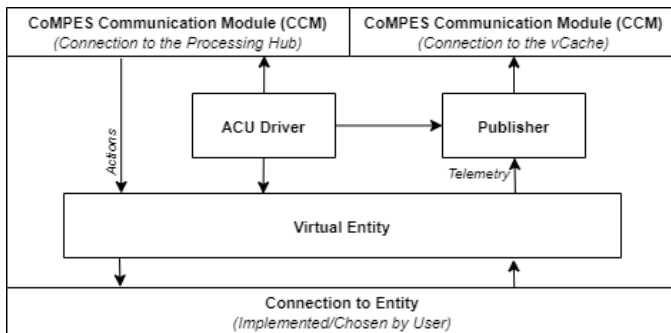 CoMPES Communication Module (CCM)
(Connection to the Processing Hub)
CoMPES Communication Module (CCM)
(Connection to the vCache)
Actions
ACU Driver
Publisher
Telemetry
Virtual Entity
Connection to Entity
(Implemented/Chosen by User)